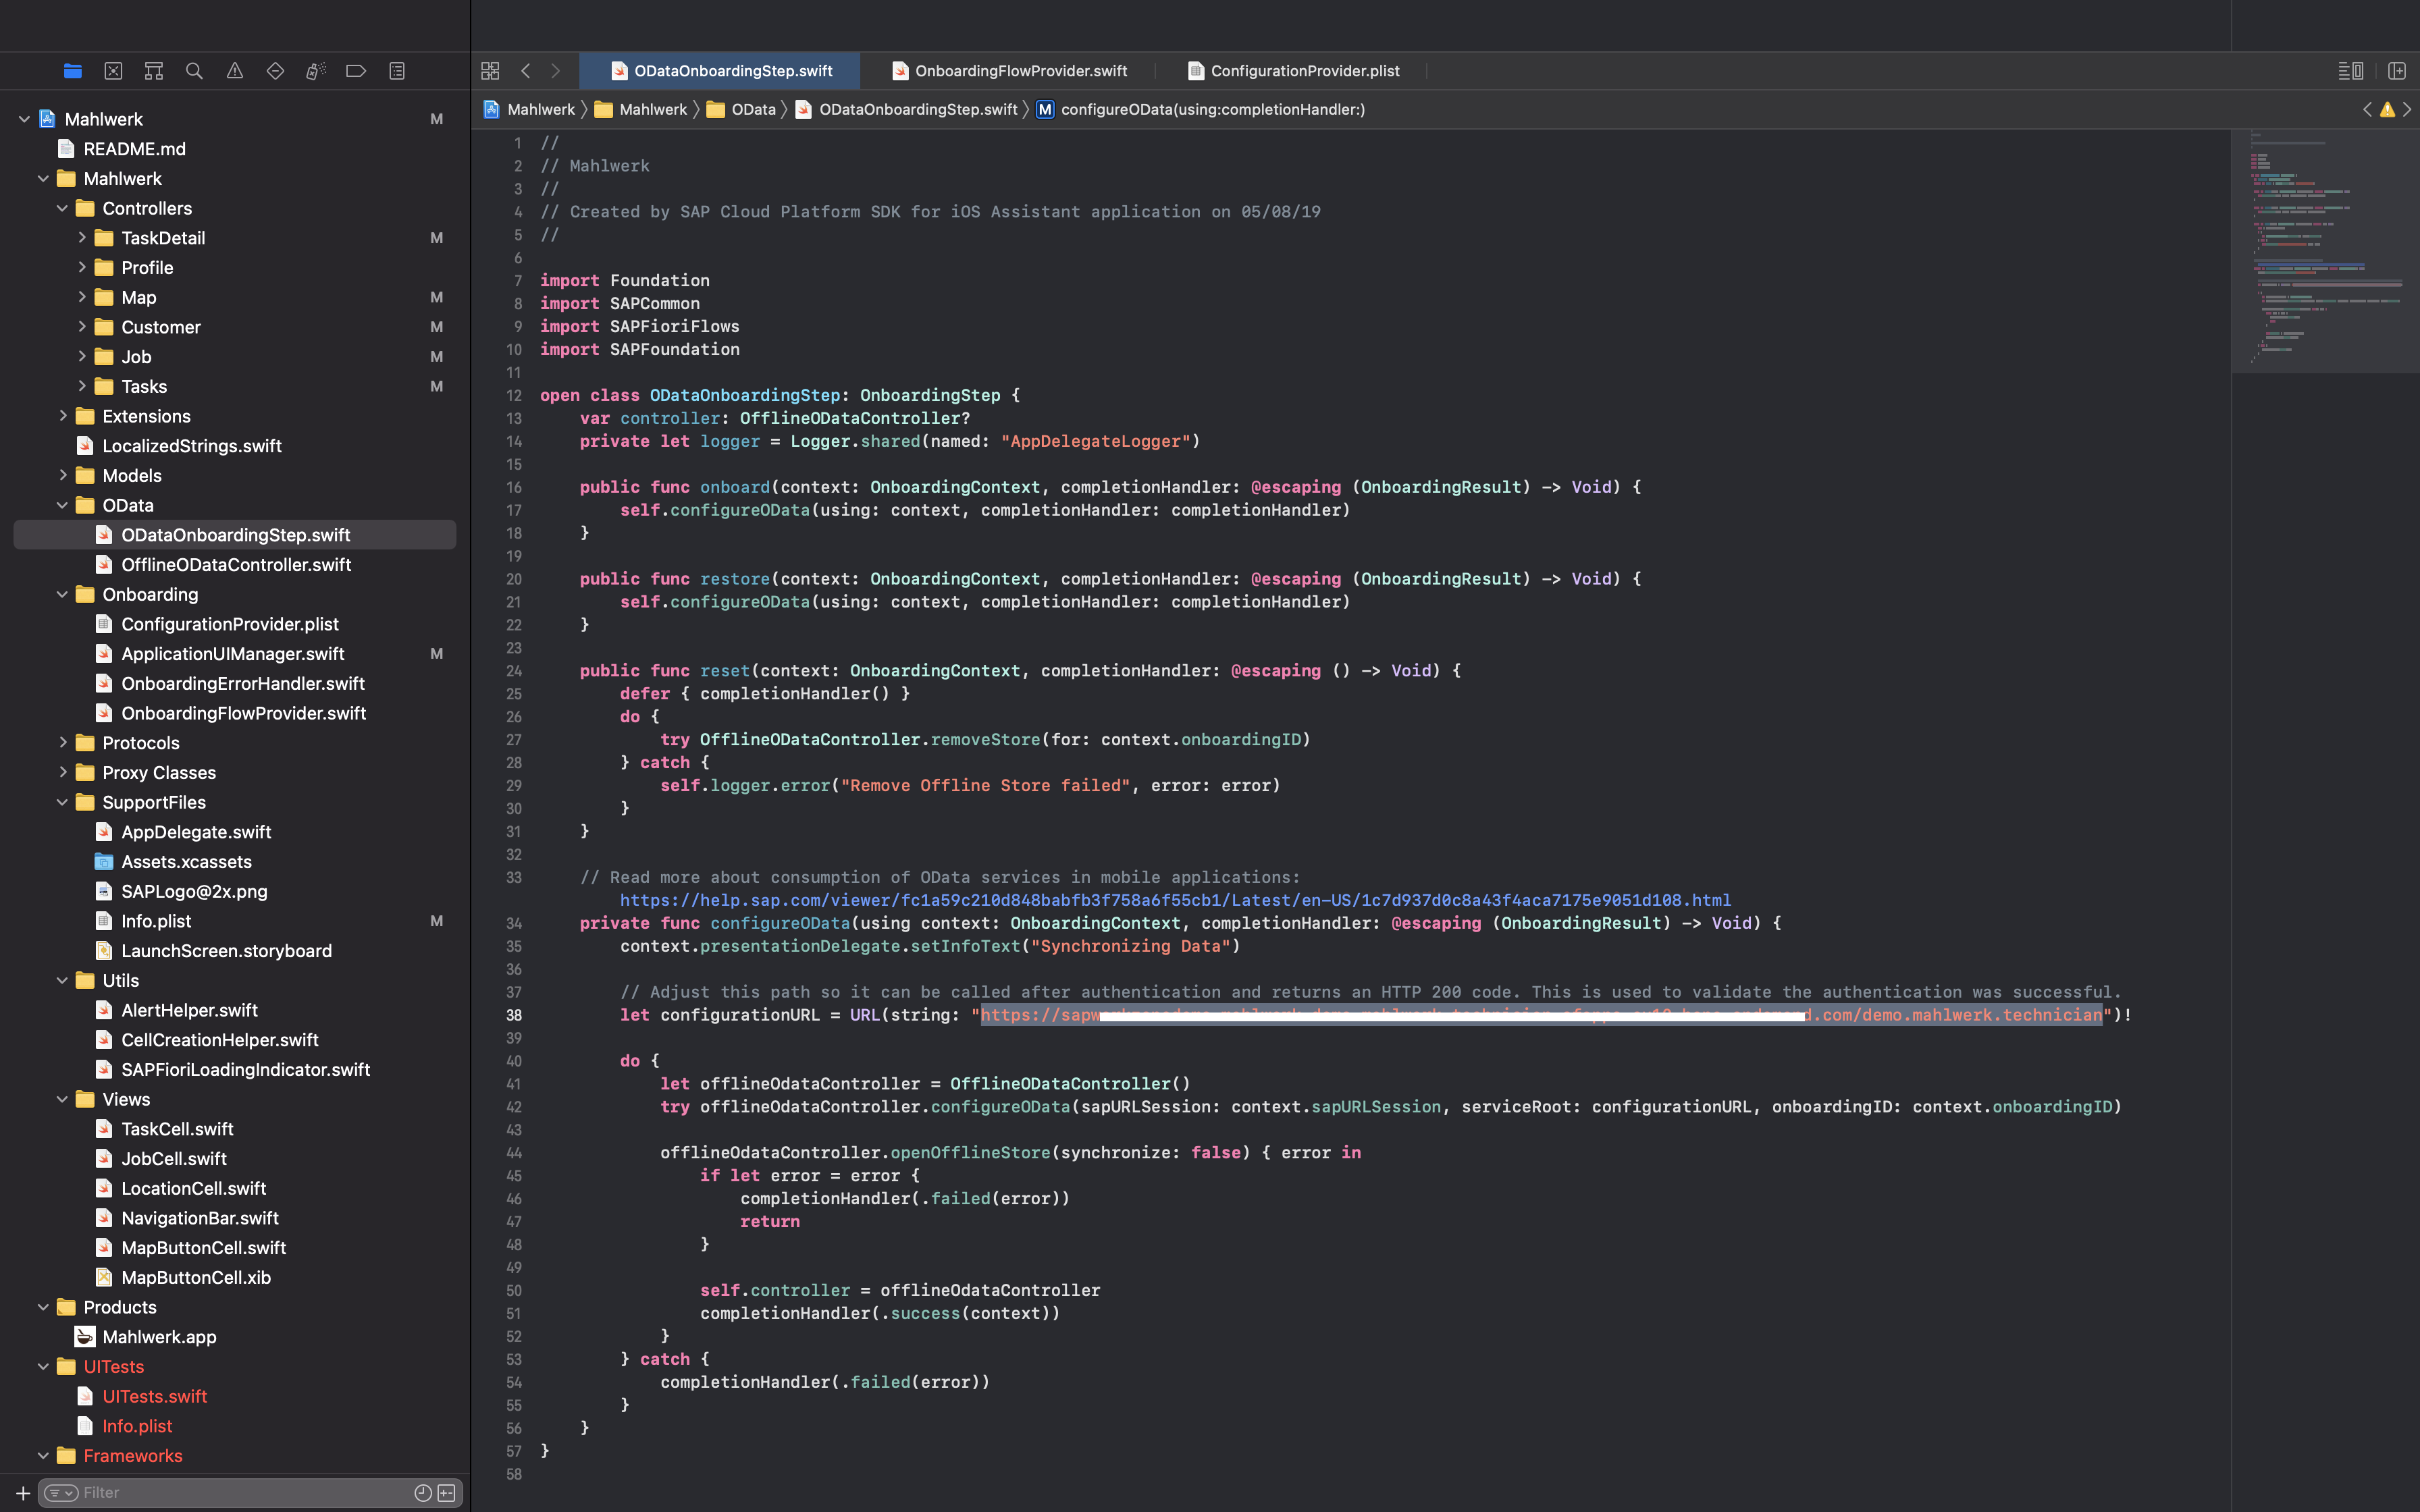 Mahlwerk M
README.md
Mahlwerk
Controllers
TaskDetail M
Profile
Map M
Customer M
Job M
Tasks M
Extensions
LocalizedStrings.swift
Models
OData
ODataOnboardingStep.swift
OfflineODataController.swift
Onboarding
ConfigurationProvider.plist
ApplicationUIManager.swift M
OnboardingErrorHandler.swift
OnboardingFlowProvider.swift
Protocols
Proxy Classes
SupportFiles
AppDelegate.swift
Assets.xcassets
SAPLogo@2x.png
Info.plist M
LaunchScreen.storyboard
Utils
AlertHelper.swift
CellCreationHelper.swift
SAPFioriLoadingIndicator.swift
Views
TaskCell.swift
JobCell.swift
LocationCell.swift
NavigationBar.swift
MapButtonCell.swift
MapButtonCell.xib
Products
Mahlwerk.app
UITests
UITests.swift
Info.plist
Frameworks
Filter
ODataOnboardingStep.swift OnboardingFlowProvider.swift ConfigurationProvider.plist
Mahlwerk Mahlwerk OData ODataOnboardingStep.swift M configureOData(using:completionHandler:)
1 //
2 // Mahlwerk
3 //
4 // Created by SAP Cloud Platform SDK for iOS Assistant application on 05/08/19
5 //
6
7 import Foundation
8 import SAPCommon
9 import SAPFioriFlows
10 import SAPFoundation
11
12 open class ODataOnboardingStep: OnboardingStep {
13 var controller: OfflineODataController?
14 private let logger = Logger.shared(named: "AppDelegateLogger")
15
16 public func onboard(context: OnboardingContext, completionHandler: @escaping (OnboardingResult) -> Void) {
17 self.configureOData(using: context, completionHandler: completionHandler)
18 }
19
20 public func restore(context: OnboardingContext, completionHandler: @escaping (OnboardingResult) -> Void) {
21 self.configureOData(using: context, completionHandler: completionHandler)
22 }
23
24 public func reset(context: OnboardingContext, completionHandler: @escaping () -> Void) {
25 defer { completionHandler() }
26 do {
27 try OfflineODataController.removeStore(for: context.onboardingID)
28 } catch {
29 self.logger.error("Remove Offline Store failed", error: error)
30 }
31 }
32
33 // Read more about consumption of OData services in mobile applications:
https://help.sap.com/viewer/fc1a59c210d848babfb3f758a6f55cb1/Latest/en-US/1c7d937d0c8a43f4aca7175e9051d108.html
34 private func configureOData(using context: OnboardingContext, completionHandler: @escaping (OnboardingResult) -> Void) {
35 context.presentationDelegate.setInfoText("Synchronizing Data")
36
37 // Adjust this path so it can be called after authentication and returns an HTTP 200 code. This is used to validate the authentication was successful.
38 let configurationURL = URL(string: "https://sapw .com/demo.mahlwerk.technician")!
39
40 do {
41 let offlineOdataController = OfflineODataController()
42 try offlineOdataController.configureOData(sapURLSession: context.sapURLSession, serviceRoot: configurationURL, onboardingID: context.onboardingID)
43
44 offlineOdataController.openOfflineStore(synchronize: false) { error in
45 if let error = error {
46 completionHandler(.failed(error))
47 return
48 }
49
50 self.controller = offlineOdataController
51 completionHandler(.success(context))
52 }
53 } catch {
54 completionHandler(.failed(error))
55 }
56 }
57 }
58